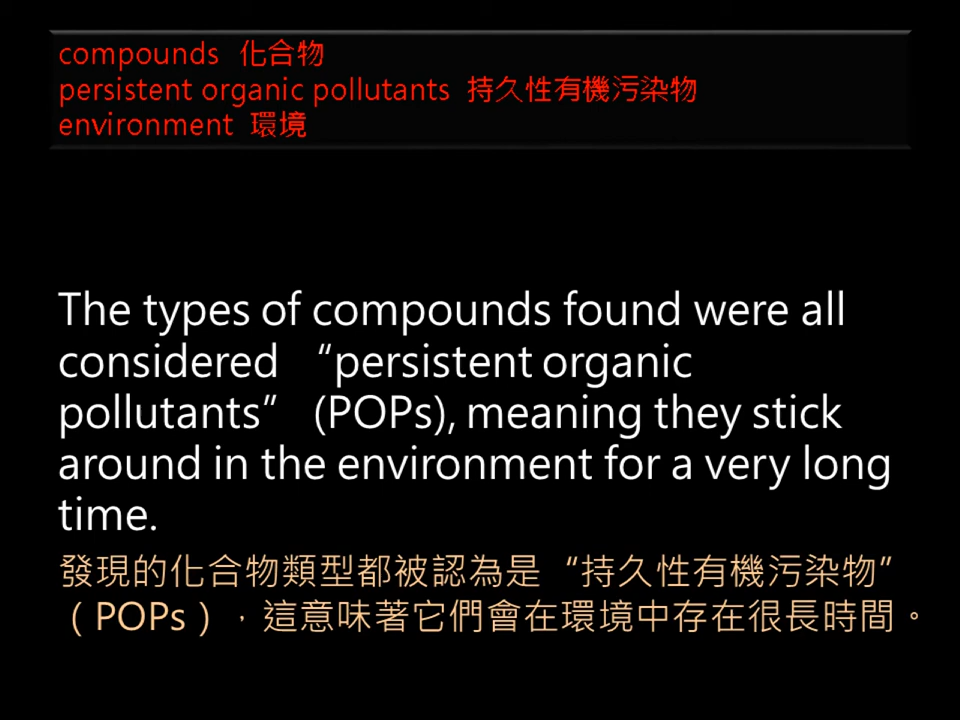 compounds 化合物
persistent organic pollutants 持久性有機污染物
environment 環境
The types of compounds found were all
considered “persistent organic
pollutants” (POPs), meaning they stick
around in the environment for a very long
time.
發現的化合物類型都被認為是“持久性有機污染物”
（POPs），這意味著它們會在環境中存在很長時間。